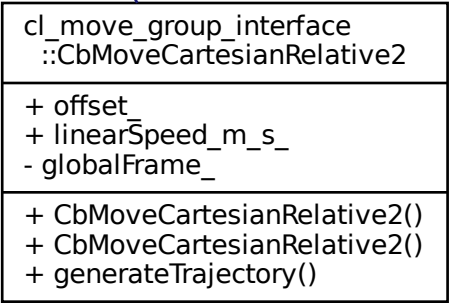 cl_move_group_interface
::CbMoveCartesianRelative2
+ offset_
+ linearSpeed_m_s_
- globalFrame_
+ CbMoveCartesianRelative2()
+ CbMoveCartesianRelative2()
+ generateTrajectory()